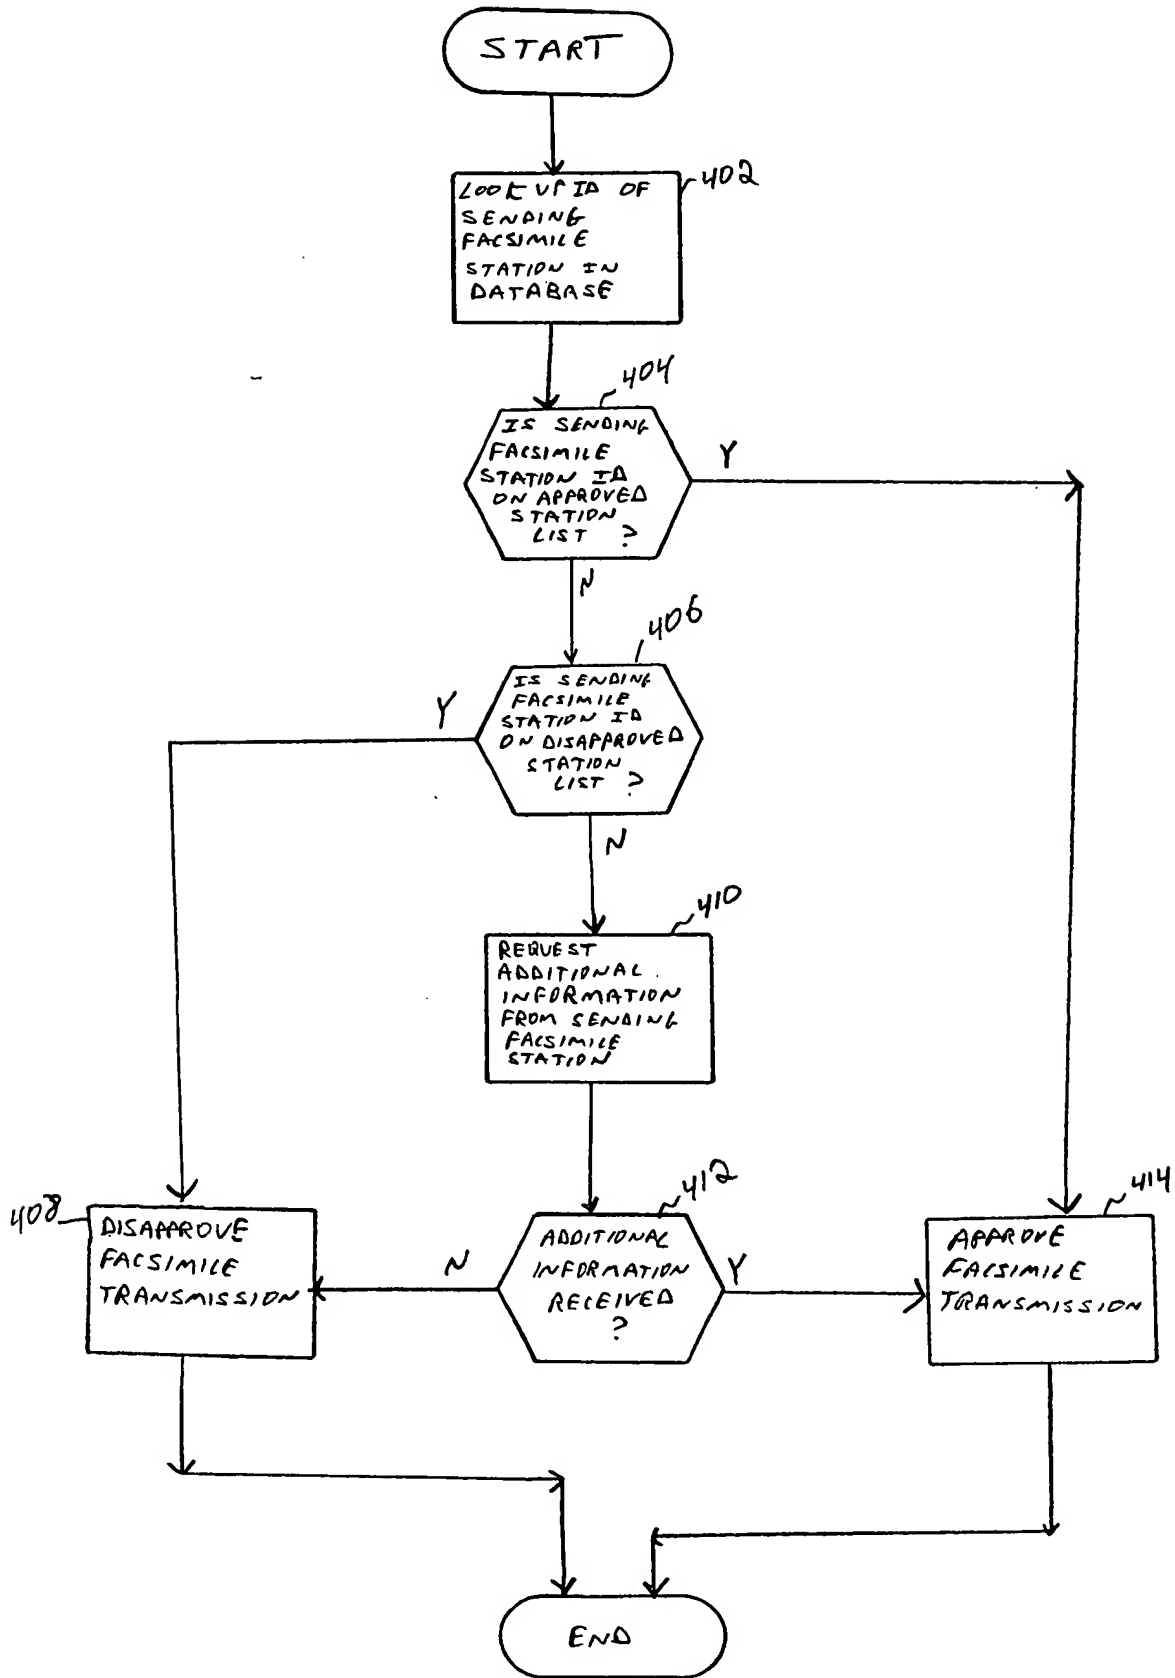 START
402
LOOK UP ID OF
SENDING
FACSIMILE
STATION IN
DATABASE
404
IS SENDING
FACSIMILE
STATION ID
ON APPROVED
STATION
LIST ?
Y
N
406
IS SENDING
FACSIMILE
STATION ID
ON DISAPPROVED
STATION
LIST ?
Y
N
410
REQUEST
ADDITIONAL
INFORMATION
FROM SENDING
FACSIMILE
STATION
408
DISAPPROVE
FACSIMILE
TRANSMISSION
N
412
ADDITIONAL
INFORMATION
RECEIVED
?
Y
414
APPROVE
FACSIMILE
TRANSMISSION
END